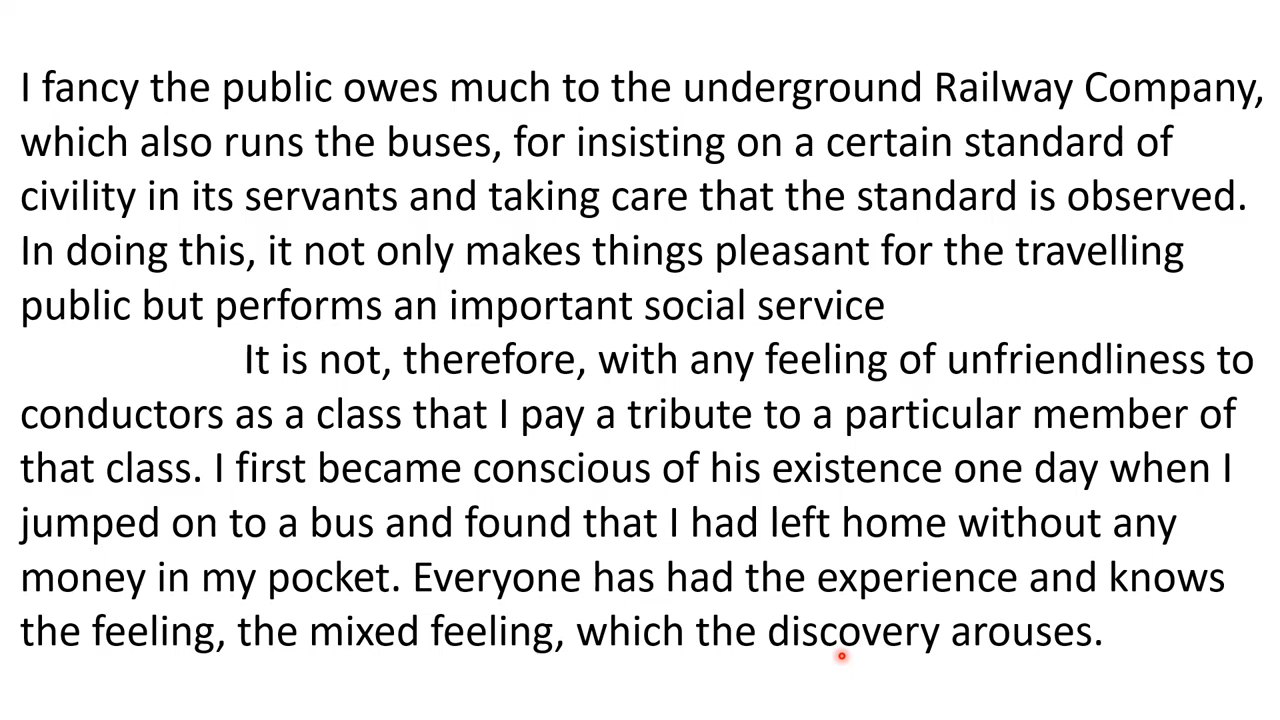 I fancy the public owes much to the underground Railway Company,
which also runs the buses, for insisting on a certain standard of
civility in its servants and taking care that the standard is observed.
In doing this, it not only makes things pleasant for the travelling
public but performs an important social service
It is not, therefore, with any feeling of unfriendliness to
conductors as a class that I pay a tribute to a particular member of
that class. I first became conscious of his existence one day when I
jumped on to a bus and found that I had left home without any
money in my pocket. Everyone has had the experience and knows
the feeling, the mixed feeling, which the discovery arouses.